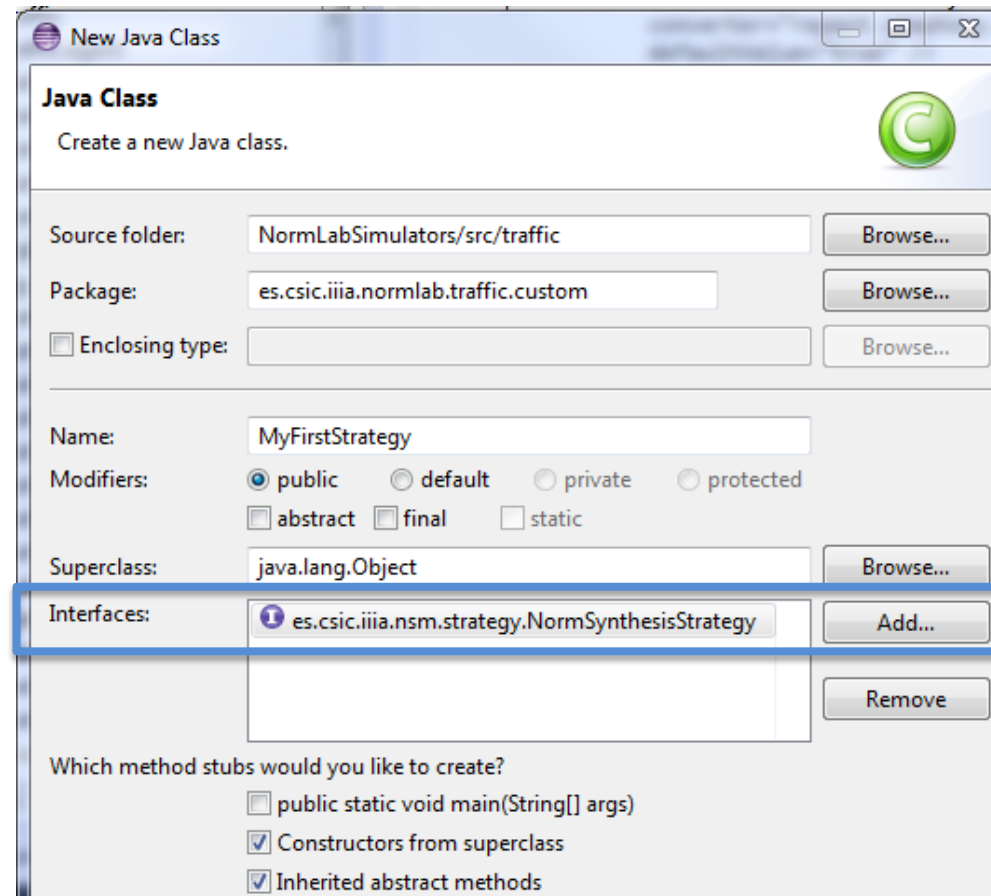 New Java Class
Java Class
Create a new Java class.
Source folder: NormLabSimulators/src/traffic Browse...
Package: es.csic.iiia.normlab.traffic.custom Browse...
Enclosing type: Browse...
Name: MyFirstStrategy
Modifiers: public default private protected
abstract final static
Superclass: java.lang.Object Browse...
Interfaces: es.csic.iiia.nsm.strategy.NormSynthesisStrategy Add...
Remove
Which method stubs would you like to create?
public static void main(String[] args)
Constructors from superclass
Inherited abstract methods